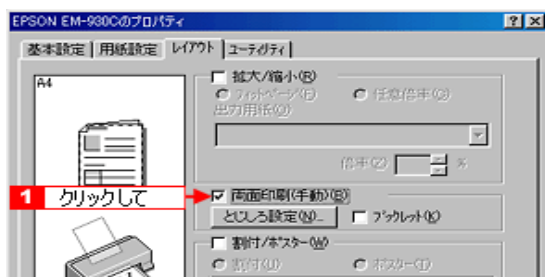 EPSON EM-930Cのプロパティ
基本設定 用紙設定 レイアウト ユーティリティ
A4
拡大/縮小(R)
フィットページ(F) 任意倍率(C)
出力用紙(O)
倍率(Z) %
1 クリックして
両面印刷(手動)(B)
とじしろ設定(N)... ブックレット(K)
割付/ポスター(W)
割付(U) ポスター(T)